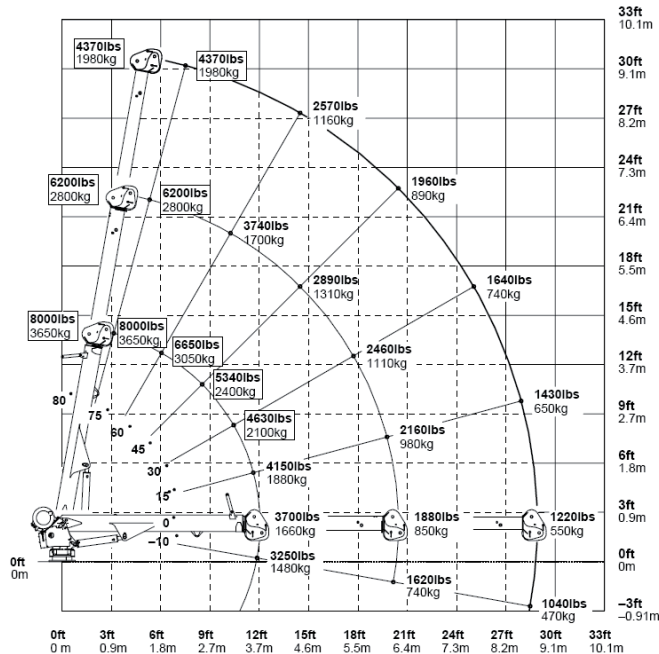 33ft
10.1m
4370lbs
1980kg
4370lbs
1980kg
30ft
9.1m
2570lbs
1160kg
27ft
8.2m
24ft
7.3m
6200lbs
2800kg
6200lbs
2800kg
1960lbs
890kg
21ft
6.4m
3740lbs
1700kg
18ft
5.5m
2890lbs
1310kg
1640lbs
740kg
15ft
4.6m
8000lbs
3650kg
8000lbs
3650kg
6650lbs
3050kg
2460lbs
1110kg
12ft
3.7m
5340lbs
2400kg
80
75
60
45
30
15
0
–10
4630lbs
2100kg
1430lbs
650kg
9ft
2.7m
2160lbs
980kg
6ft
1.8m
4150lbs
1880kg
3ft
0.9m
3700lbs
1660kg
1880lbs
850kg
1220lbs
550kg
0ft
0m
3250lbs
1480kg
0ft
0m
1620lbs
740kg
1040lbs
470kg
–3ft
–0.91m
0ft 3ft 6ft 9ft 12ft 15ft 18ft 21ft 24ft 27ft 30ft 33ft
0 m 0.9m 1.8m 2.7m 3.7m 4.6m 5.5m 6.4m 7.3m 8.2m 9.1m 10.1m